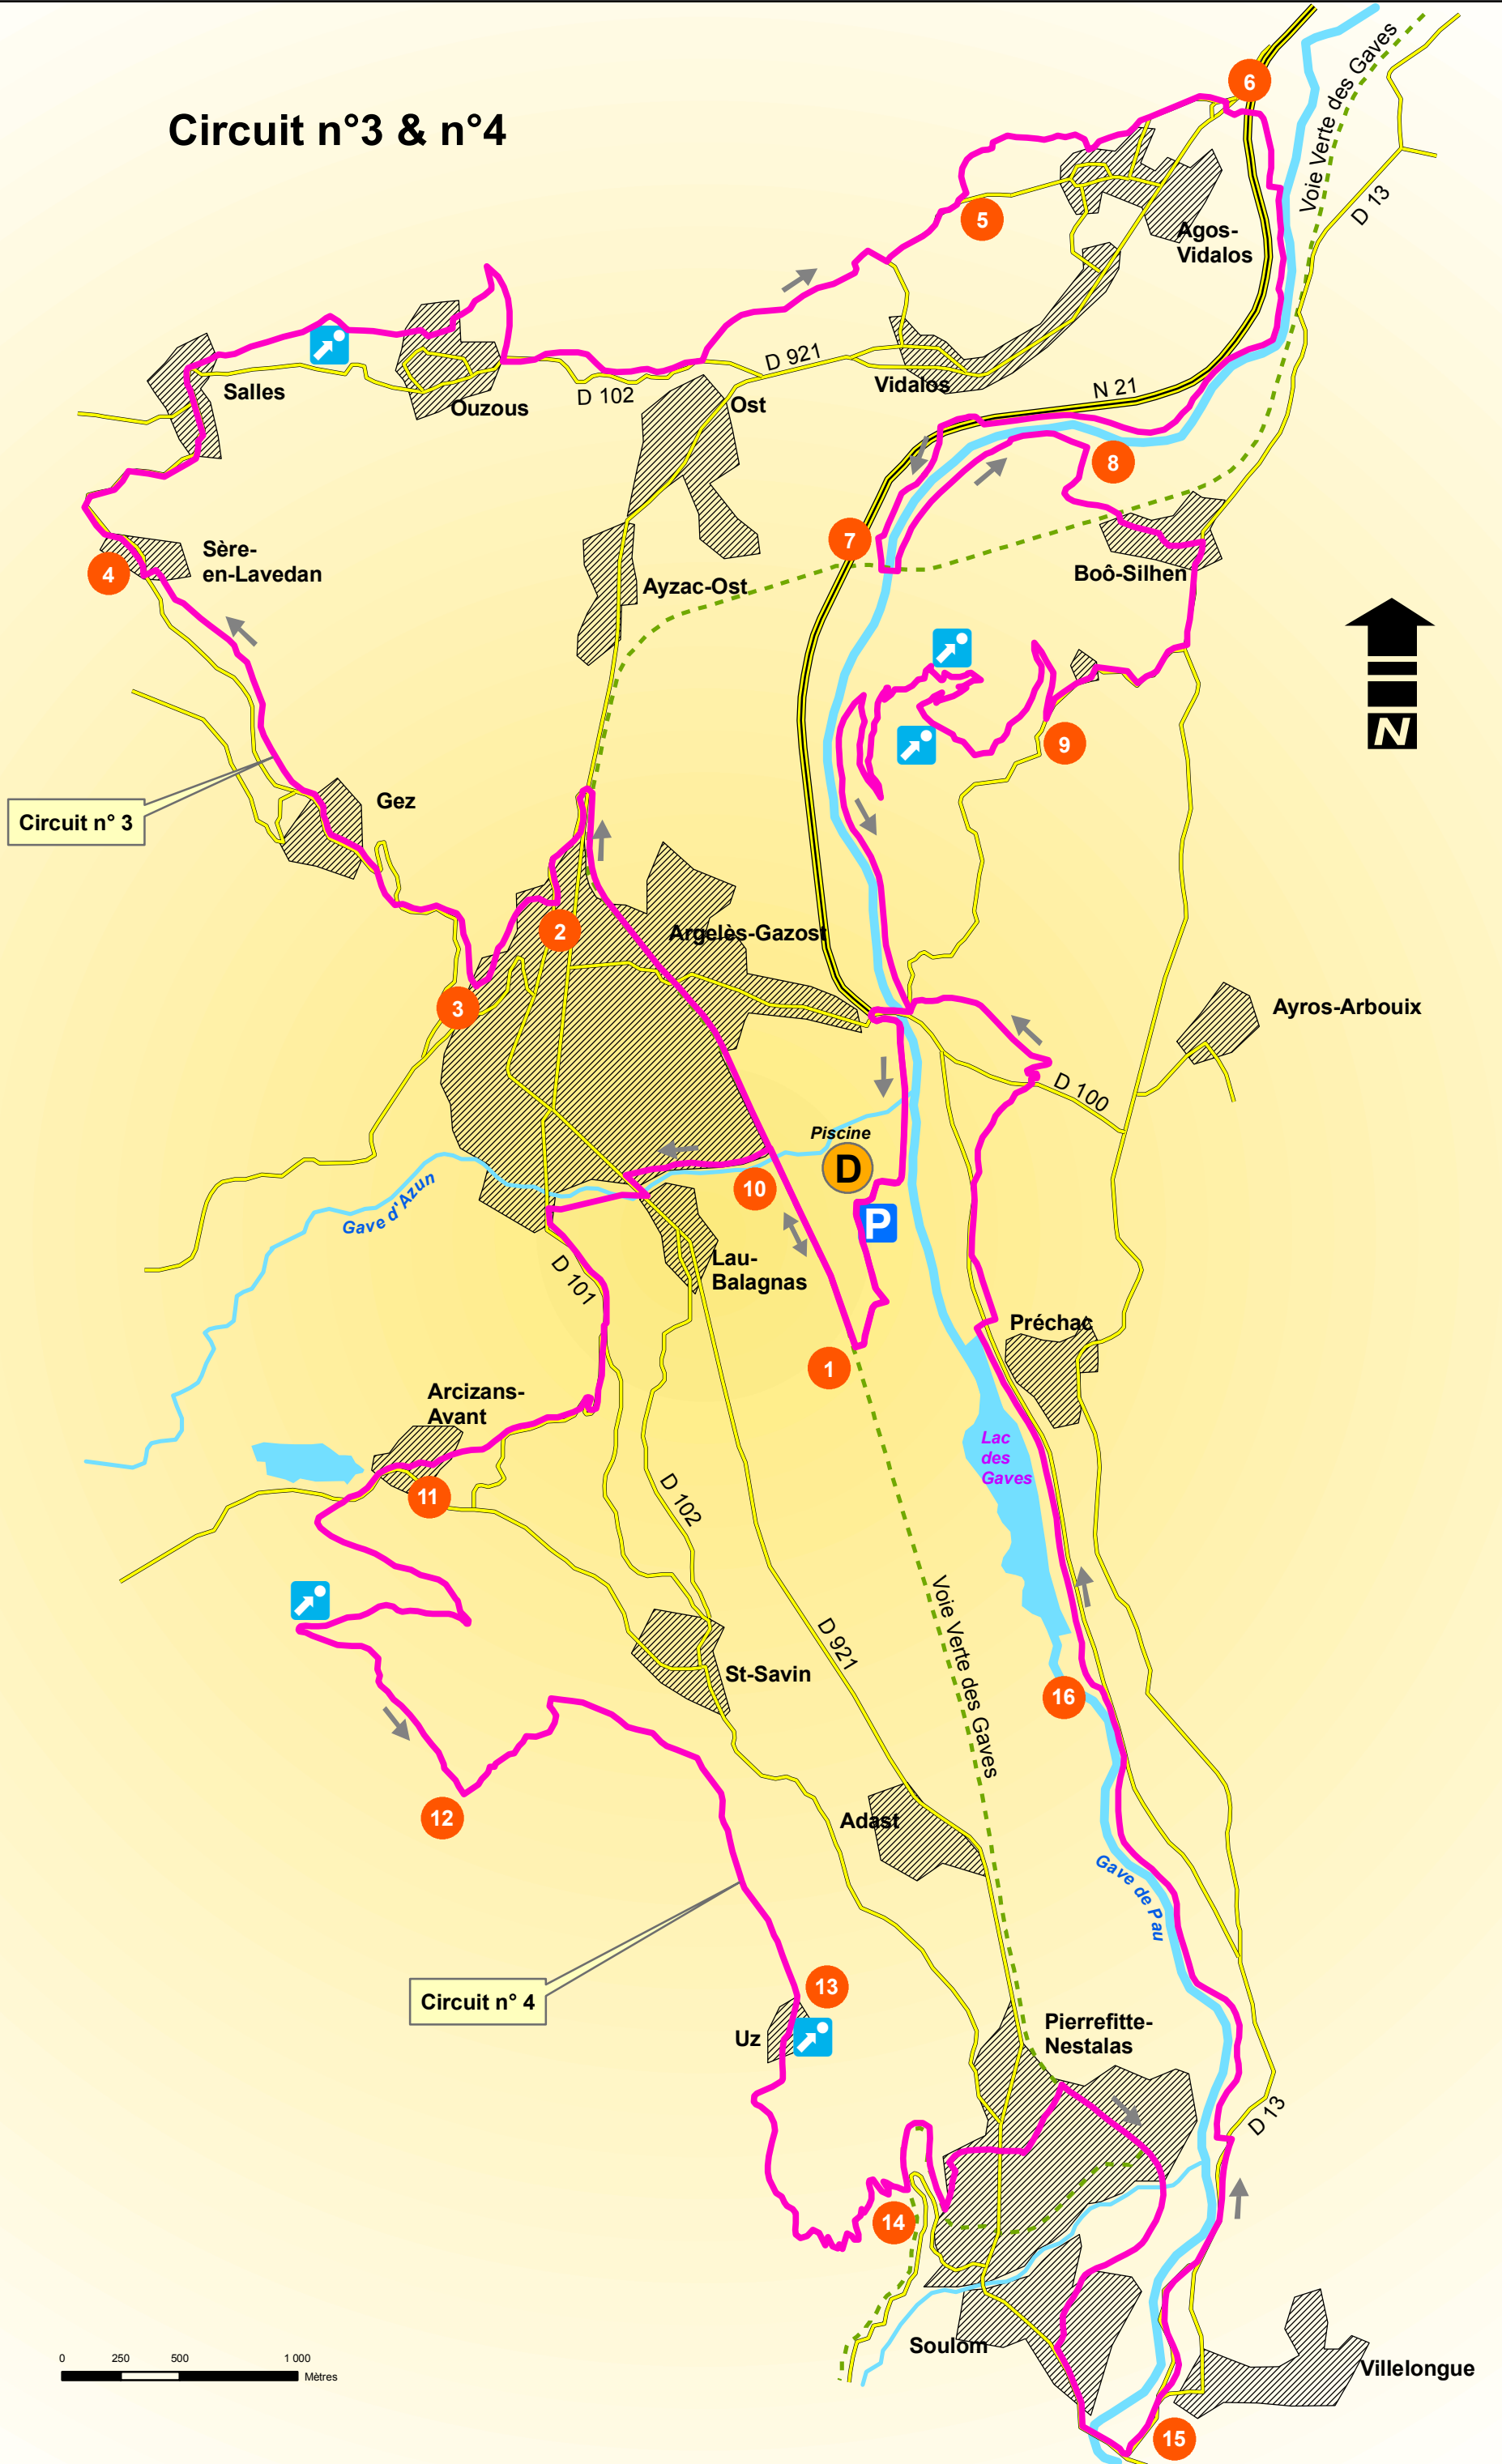 Circuit n°3 & n°4
6
Voie Verte des Gaves
D 13
5
Agos-
Vidalos
Salles
Ouzous
D 102
D 921
Ost
Vidalos
N 21
8
7
4
Sère-
en-Lavedan
Ayzac-Ost
Boô-Silhen
9
N
Circuit n° 3
Gez
2
Argelès-Gazost
3
Ayros-Arbouix
D 100
Piscine
D
10
P
Gave d'Azun
D 101
Lau-
Balagnas
Préchac
1
Arcizans-
Avant
Lac
des
Gaves
11
D 102
Voie Verte des Gaves
D 921
St-Savin
16
12
Adast
Gave de Pau
Circuit n° 4
13
Uz
Pierrefitte-
Nestalas
D 13
14
Soulom
Villelongue
15
0 250 500 1 000
Mètres